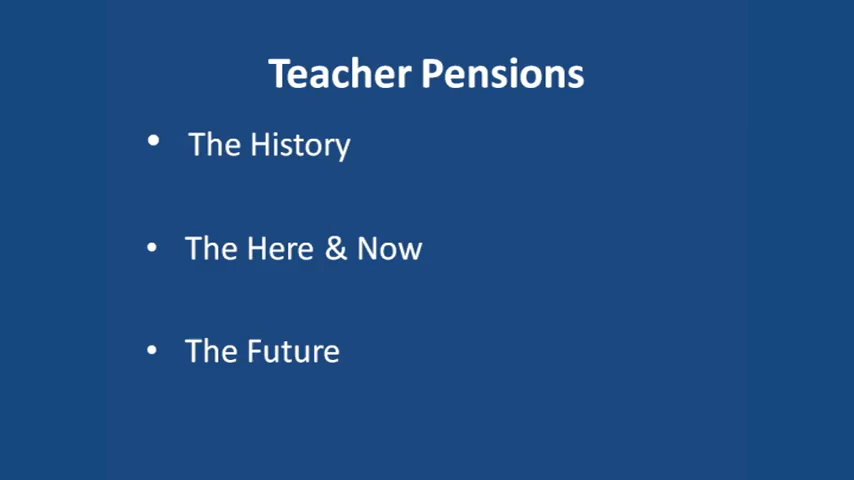 Teacher Pensions
• The History
• The Here & Now
• The Future